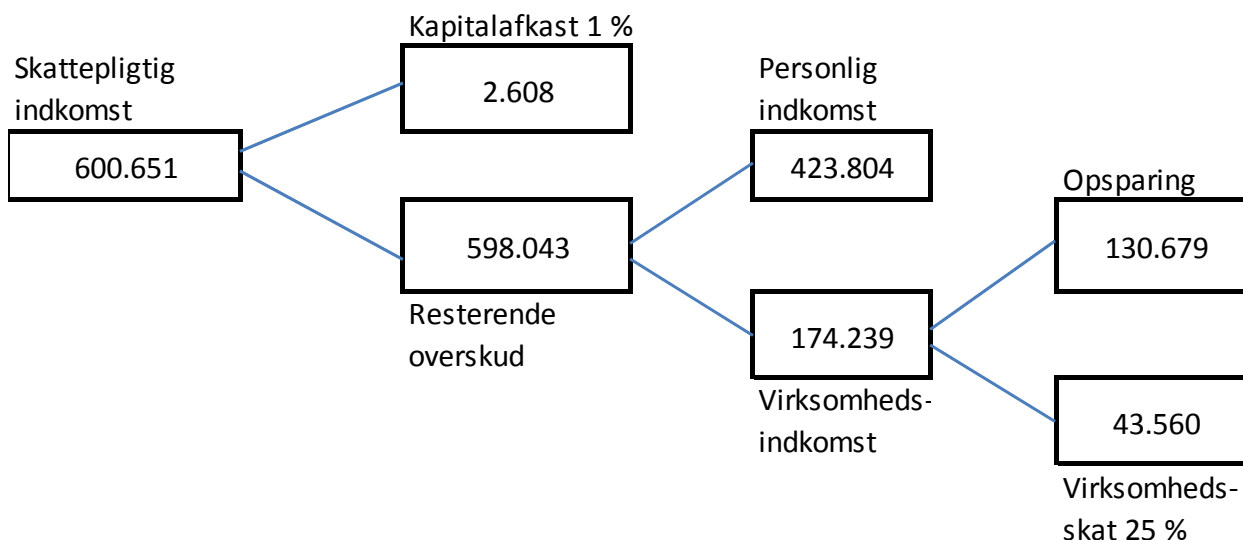 Skattepligtig
indkomst
600.651
Kapitalafkast 1 %
2.608
598.043
Resterende
overskud
Personlig
indkomst
423.804
174.239
Virksomheds-
indkomst
Opsparing
130.679
43.560
Virksomheds-
skat 25 %